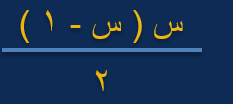 س ( س - ١ )
٢